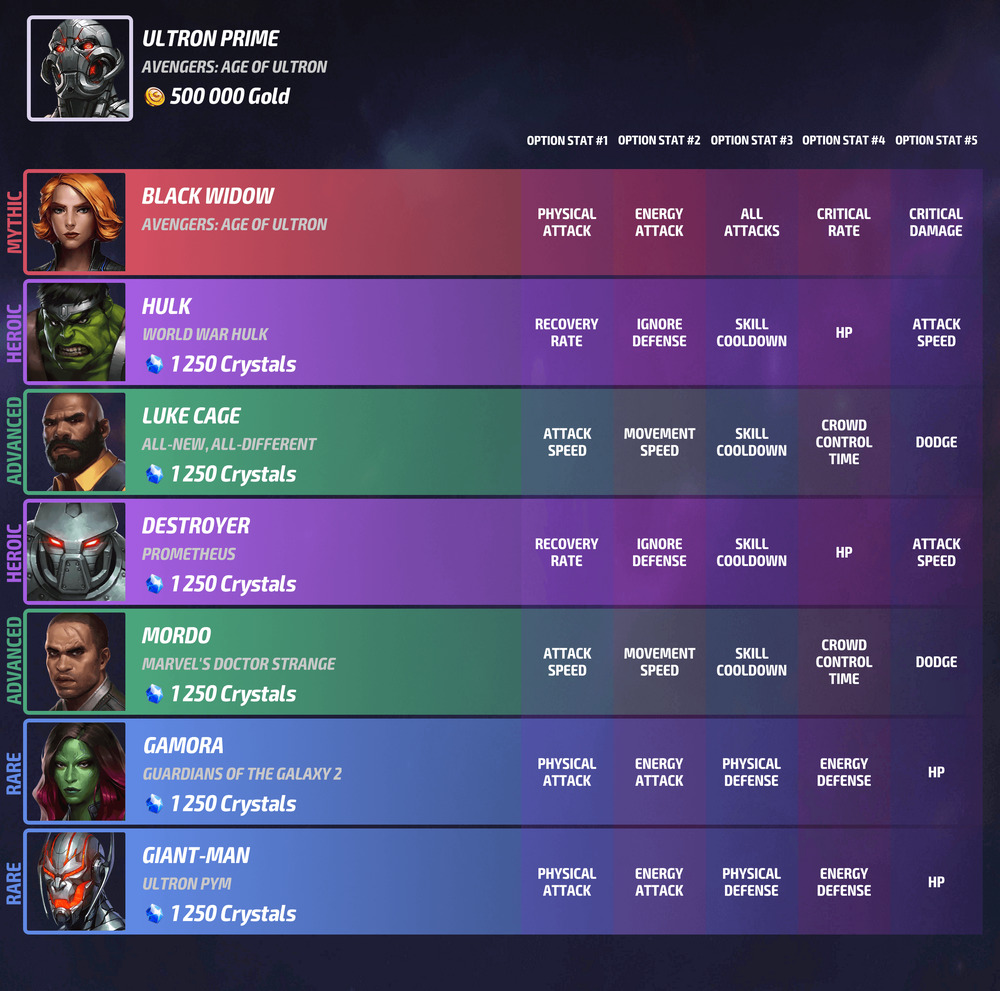 ULTRON PRIME
AVENGERS: AGE OF ULTRON
500 000 Gold
OPTION STAT #1 OPTION STAT #2 OPTION STAT #3 OPTION STAT #4 OPTION STAT #5
MYTHIC
BLACK WIDOW
AVENGERS: AGE OF ULTRON
PHYSICAL ATTACK
ENERGY ATTACK
ALL ATTACKS
CRITICAL RATE
CRITICAL DAMAGE
HEROIC
HULK
WORLD WAR HULK
1 250 Crystals
RECOVERY RATE
IGNORE DEFENSE
SKILL COOLDOWN
HP
ATTACK SPEED
ADVANCED
LUKE CAGE
ALL-NEW, ALL-DIFFERENT
1 250 Crystals
ATTACK SPEED
MOVEMENT SPEED
SKILL COOLDOWN
CROWD CONTROL TIME
DODGE
HEROIC
DESTROYER
PROMETHEUS
1 250 Crystals
RECOVERY RATE
IGNORE DEFENSE
SKILL COOLDOWN
HP
ATTACK SPEED
ADVANCED
MORDO
MARVEL'S DOCTOR STRANGE
1 250 Crystals
ATTACK SPEED
MOVEMENT SPEED
SKILL COOLDOWN
CROWD CONTROL TIME
DODGE
RARE
GAMORA
GUARDIANS OF THE GALAXY 2
1 250 Crystals
PHYSICAL ATTACK
ENERGY ATTACK
PHYSICAL DEFENSE
ENERGY DEFENSE
HP
RARE
GIANT-MAN
ULTRON PYM
1 250 Crystals
PHYSICAL ATTACK
ENERGY ATTACK
PHYSICAL DEFENSE
ENERGY DEFENSE
HP